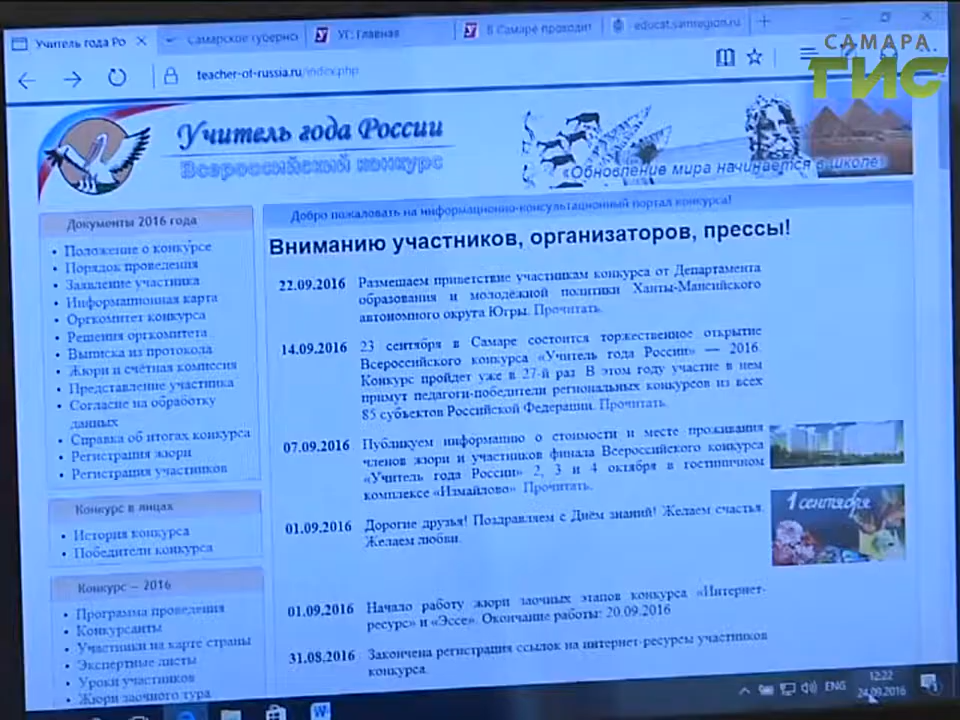 Учитель года Ро
Самарское губернс
УГ: Главная
В Самаре проходит
educat.samregion.ru
teacher-of-russia.ru/index.php
САМАРА.
ГИС
Учитель года России
Всероссийский конкурс
«Обновление мира начинается в школе!
Документы 2016 года
• Положение о конкурсе
• Порядок проведения
• Заявление участника
• Информационная карта
• Оргкомитет конкурса
• Решения оргкомитета
• Выписка из протокола
• Жюри и счётная комиссия
• Представление участника
• Согласие на обработку
данных
• Справка об итогах конкурса
• Регистрация жюри
• Регистрация участников
Конкурс в лицах
• История конкурса
• Победители конкурса
Конкурс – 2016
• Программа проведения
• Конкурсанты
• Участники на карте страны
• Экспертные листы
• Уроки участников
• Жюри заочного тура
Добро пожаловать на информационно-консультационный портал конкурса!
Вниманию участников, организаторов, прессы!
22.09.2016 Размещаем приветствие участникам конкурса от Департамента
образования и молодёжной политики Ханты-Мансийского
автономного округа Югры. Прочитать.
14.09.2016 23 сентября в Самаре состоится торжественное открытие
Всероссийского конкурса «Учитель года России» — 2016.
Конкурс пройдет уже в 27-й раз. В этом году участие в нем
примут педагоги-победители региональных конкурсов из всех
85 субъектов Российской Федерации. Прочитать.
07.09.2016 Публикуем информацию о стоимости и месте проживания
членов жюри и участников финала Всероссийского конкурса
«Учитель года России» 2, 3 и 4 октября в гостиничном
комплексе «Измайлово». Прочитать.
01.09.2016 Дорогие друзья! Поздравляем с Днём знаний! Желаем счастья.
Желаем любви.
1 сентября
01.09.2016 Начало работу жюри заочных этапов конкурса «Интернет-
ресурс» и «Эссе». Окончание работы: 20.09.2016
31.08.2016 Закончена регистрация ссылок на интернет-ресурсы участников
конкурса.
ENG
12:22
24.09.2016